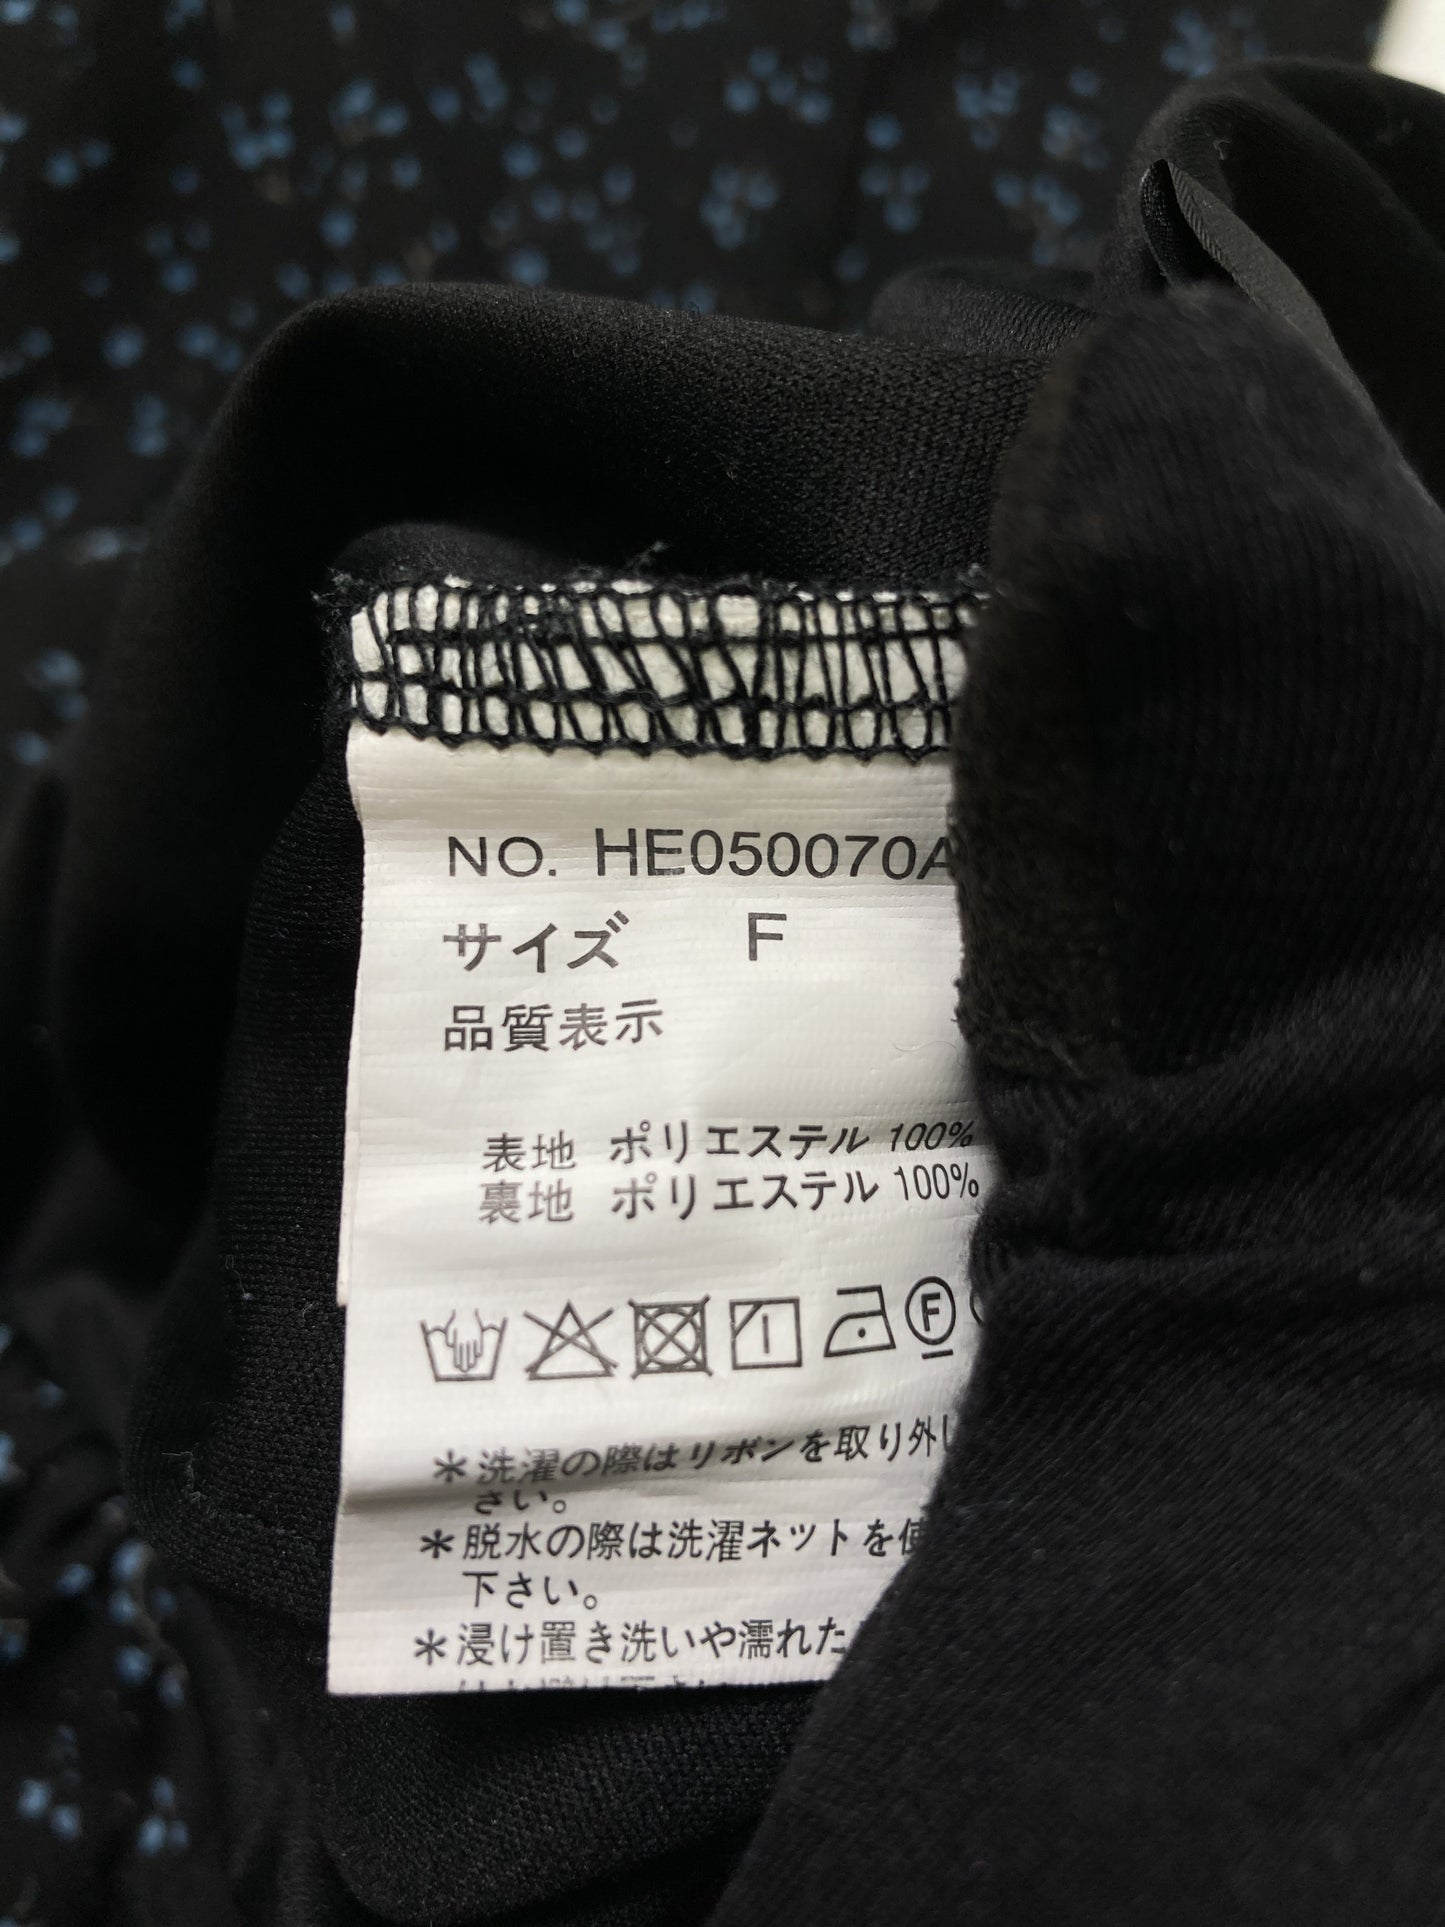 NO. HE050070A
サイズ F
品質表示
表地 ポリエステル 100%
裏地 ポリエステル 100%
F
*洗濯の際はリボンを取り外し
さい。
*脱水の際は洗濯ネットを使
下さい。
*浸け置き洗いや濡れた